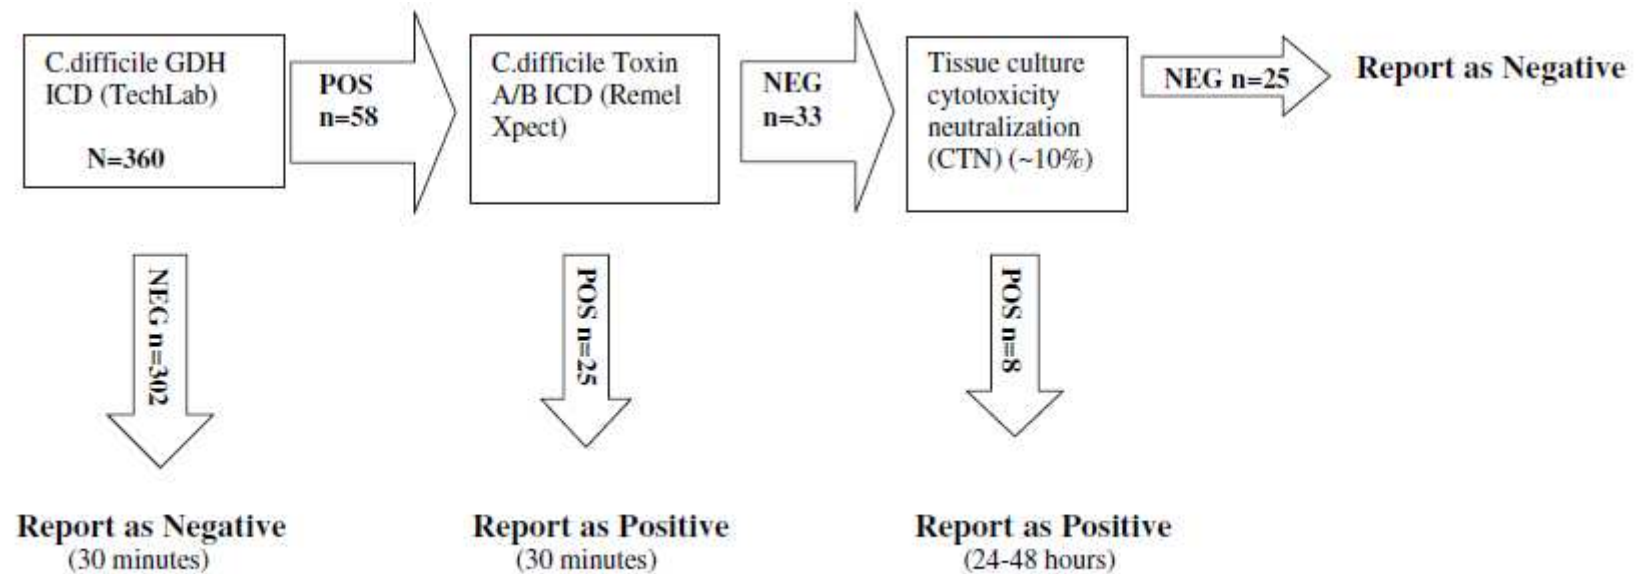 C.difficile GDH
ICD (TechLab)
N=360
POS
n=58
C.difficile Toxin
A/B ICD (Remel
Xpect)
NEG
n=33
Tissue culture
cytotoxicity
neutralization
(CTN) (~10%)
NEG n=25
Report as Negative
NEG n=302
POS n=25
POS n=8
Report as Negative
(30 minutes)
Report as Positive
(30 minutes)
Report as Positive
(24-48 hours)